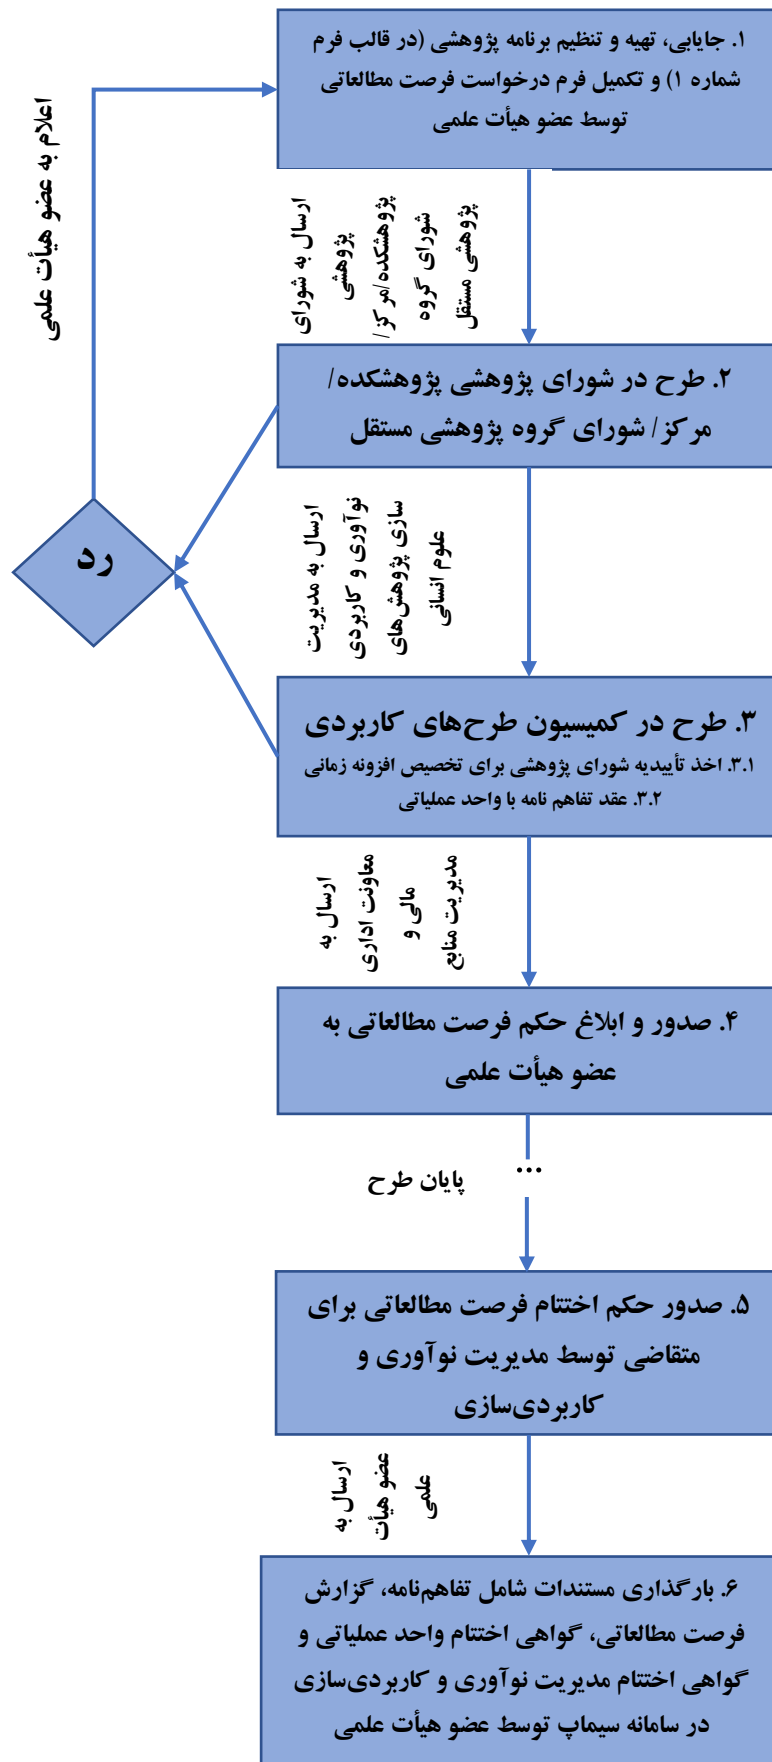 ۱. جایابی، تهیه و تنظیم برنامه پژوهشی (در قالب فرم
شماره ۱) و تکمیل فرم درخواست فرصت مطالعاتی
توسط عضو هیأت علمی
اعلام به عضو هیأت علمی
ارسال به شورای
پژوهشی
پژوهشکده/مرکز/
شورای گروه
پژوهشی مستقل
۲. طرح در شورای پژوهشی پژوهشکده/
مرکز/ شورای گروه پژوهشی مستقل
رد
ارسال به مدیریت
نوآوری و کاربردی
سازی پژوهش‌های
علوم انسانی
۳. طرح در کمیسیون طرح‌های کاربردی
۳.۱. اخذ تأییدیه شورای پژوهشی برای تخصیص افزونه زمانی
۳.۲. عقد تفاهم نامه با واحد عملیاتی
ارسال به
معاونت اداری
مالی و
مدیریت منابع
۴. صدور و ابلاغ حکم فرصت مطالعاتی به
عضو هیأت علمی
...
پایان طرح
۵. صدور حکم اختتام فرصت مطالعاتی برای
متقاضی توسط مدیریت نوآوری و
کاربردی‌سازی
ارسال به
عضو هیأت
علمی
۶. بارگذاری مستندات شامل تفاهم‌نامه، گزارش
فرصت مطالعاتی، گواهی اختتام واحد عملیاتی و
گواهی اختتام مدیریت نوآوری و کاربردی‌سازی
در سامانه سیماپ توسط عضو هیأت علمی